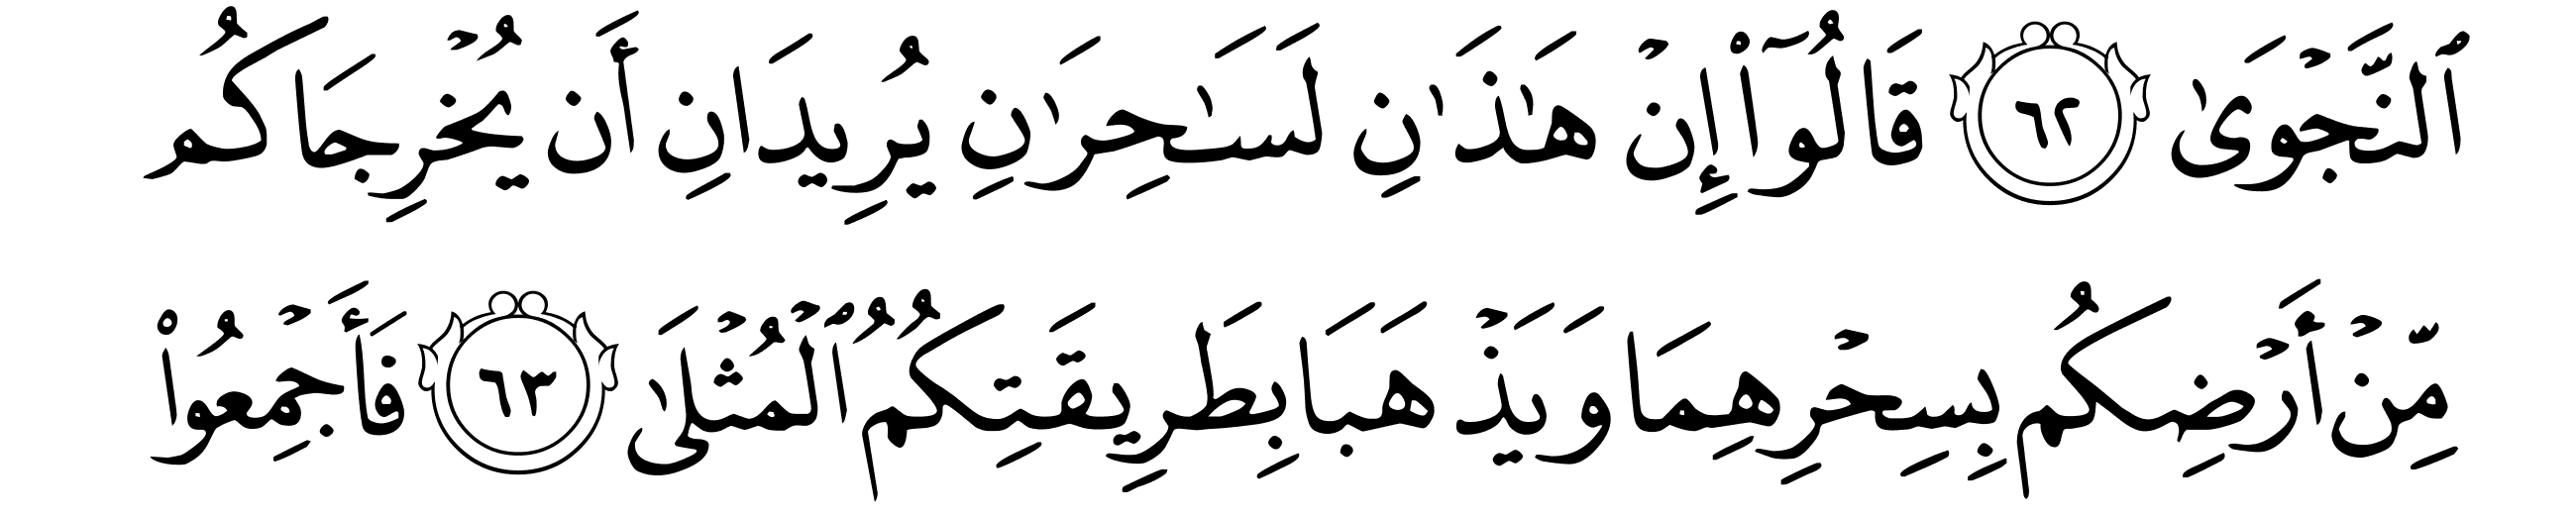 ٱلنَّجۡوَىٰ ٦٢ قَالُوٓاْ إِنۡ هَٰذَٰنِ لَسَٰحِرَٰنِ يُرِيدَانِ أَن يُخۡرِجَاكُم
مِّنۡ أَرۡضِكُم بِسِحۡرِهِمَا وَيَذۡهَبَا بِطَرِيقَتِكُمُ ٱلۡمُثۡلَىٰ ٦٣ فَأَجۡمِعُواْ